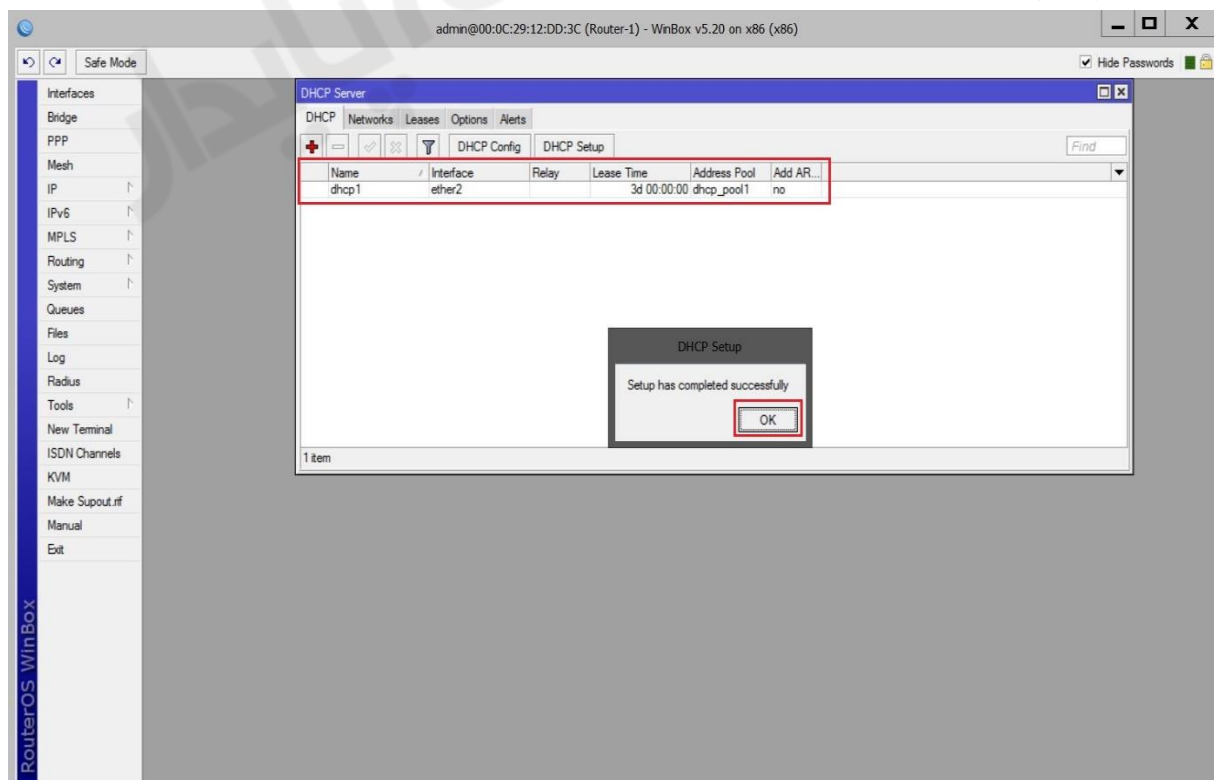 admin@00:0C:29:12:DD:3C (Router-1) - WinBox v5.20 on x86 (x86)
Safe Mode
Hide Passwords
Interfaces
Bridge
PPP
Mesh
IP
IPv6
MPLS
Routing
System
Queues
Files
Log
Radius
Tools
New Terminal
ISDN Channels
KVM
Make Supout.rif
Manual
Exit
RouterOS WinBox
DHCP Server
DHCP Networks Leases Options Alerts
DHCP Config DHCP Setup Find
Name Interface Relay Lease Time Address Pool Add AR...
dhcp1 ether2 3d 00:00:00 dhcp_pool1 no
DHCP Setup
Setup has completed successfully
OK
1 item